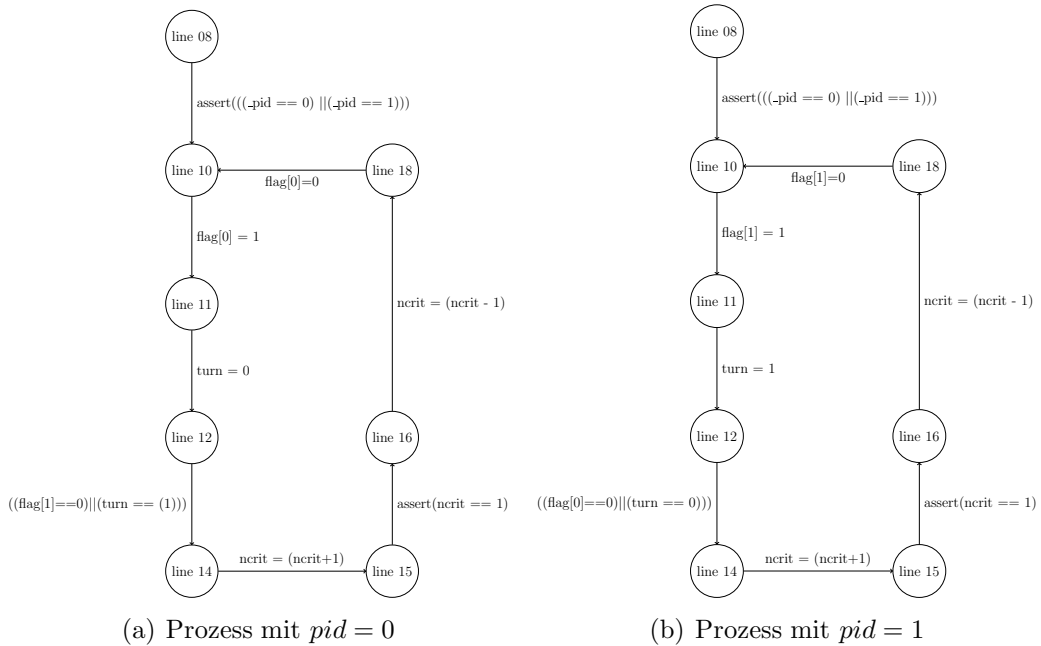 line 08
assert(((_pid == 0) ||(_pid == 1)))
line 10
flag[0]=0
line 18
flag[0] = 1
line 11
ncrit = (ncrit - 1)
turn = 0
line 12
line 16
((flag[1]==0)||(turn == (1)))
assert(ncrit == 1)
line 14
ncrit = (ncrit+1)
line 15
(a) Prozess mit pid = 0
line 08
assert(((_pid == 0) ||(_pid == 1)))
line 10
flag[1]=0
line 18
flag[1] = 1
line 11
ncrit = (ncrit - 1)
turn = 1
line 12
line 16
((flag[0]==0)||(turn == 0)))
assert(ncrit == 1)
line 14
ncrit = (ncrit+1)
line 15
(b) Prozess mit pid = 1